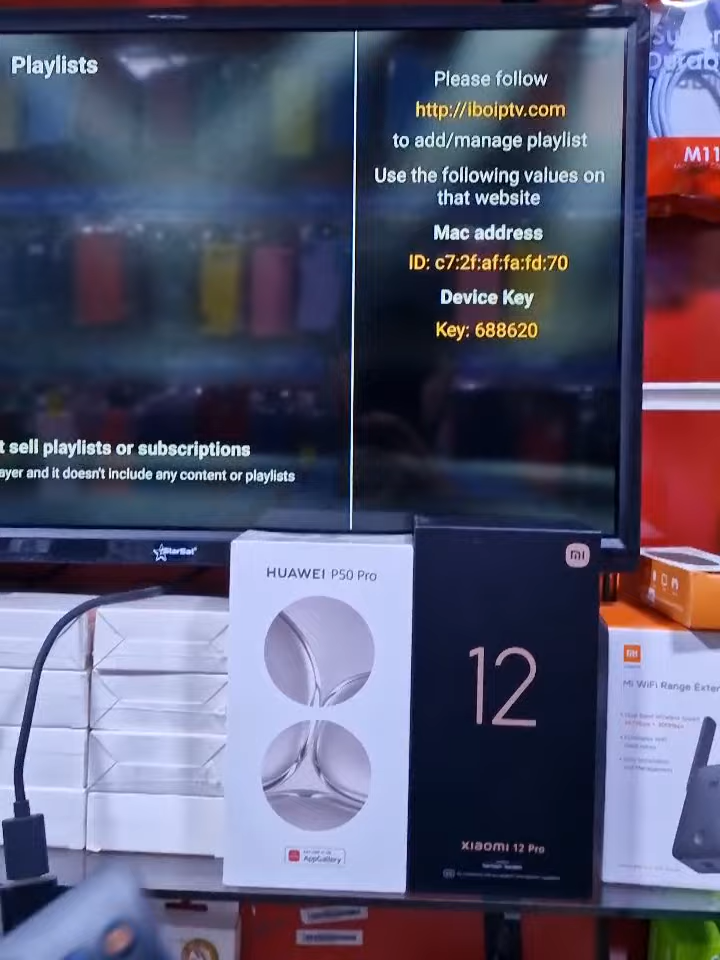 Playlists
Please follow
http://iboiptv.com
to add/manage playlist
Use the following values on
that website
Mac address
ID: c7:2f:af:fa:fd:70
Device Key
Key: 688620
t sell playlists or subscriptions
ayer and it doesn't include any content or playlists
StarSat
HUAWEI P50 Pro
AppGallery
mi
12
XIAOMI 12 Pro
mi
Mi WiFi Range Exten
M11